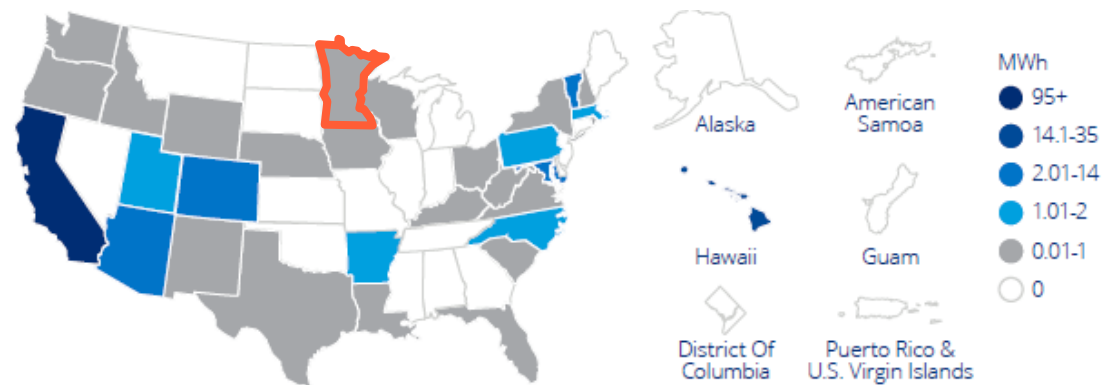 Alaska
American
Samoa
Hawaii
Guam
District Of
Columbia
Puerto Rico &
U.S. Virgin Islands
MWh
95+
14.1-35
2.01-14
1.01-2
0.01-1
0